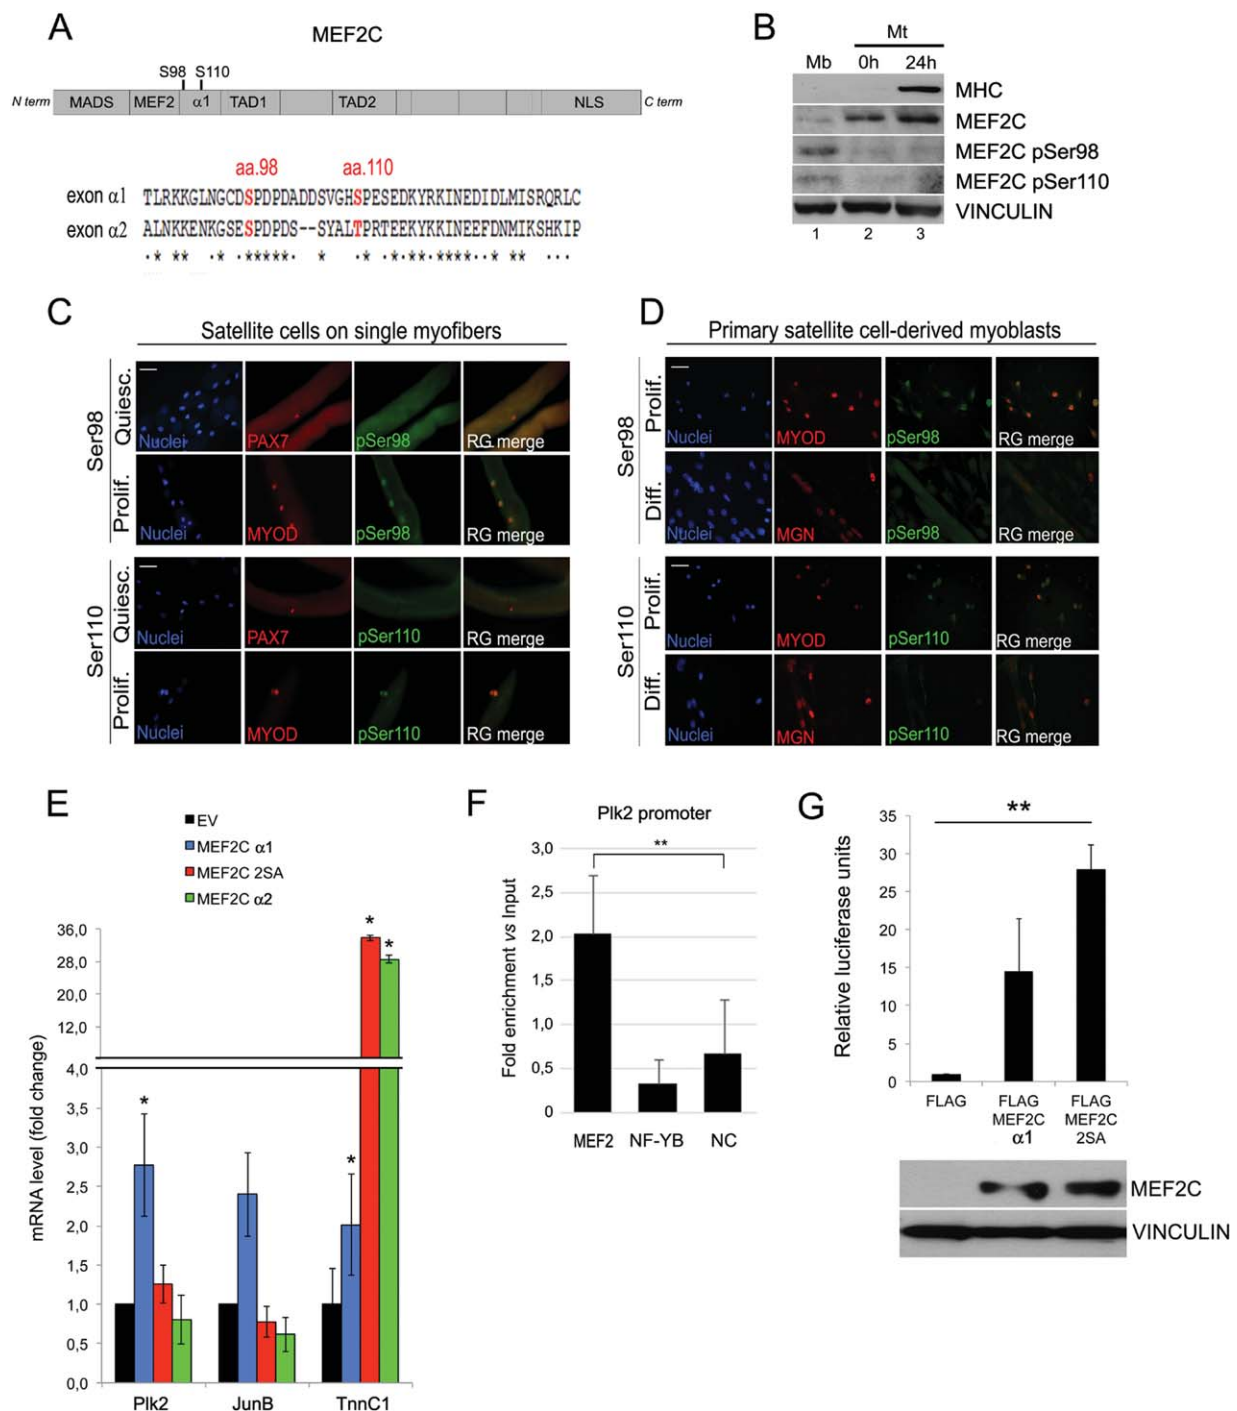 A
MEF2C
S98 S110
N term MADS MEF2 α1 TAD1 TAD2 NLS C term
aa.98 aa.110
exon α1 TLRKKGLNGCDSPDPDADDSVGHSPESEDKYRKINEDIDLMISRQRLC
exon α2 ALNKKENKGSESPDPDS--SYALTPRTEEKYKKINEEFDNMIKSHKIP
B
Mt
Mb 0h 24h
MHC
MEF2C
MEF2C pSer98
MEF2C pSer110
VINCULIN
1 2 3
C
Satellite cells on single myofibers
Ser98
Quiesc.
Nuclei PAX7 pSer98 RG merge
Prolif.
Nuclei MYOD pSer98 RG merge
Ser110
Quiesc.
Nuclei PAX7 pSer110 RG merge
Prolif.
Nuclei MYOD pSer110 RG merge
D
Primary satellite cell-derived myoblasts
Ser98
Prolif.
Nuclei MYOD pSer98 RG merge
Diff.
Nuclei MGN pSer98 RG merge
Ser110
Prolif.
Nuclei MYOD pSer110 RG merge
Diff.
Nuclei MGN pSer110 RG merge
E
EV
MEF2C α1
MEF2C 2SA
MEF2C α2
mRNA level (fold change)
36,0
28,0
20,0
12,0
4,0
3,5
3,0
2,5
2,0
1,5
1,0
0,5
0,0
* * * *
Plk2 JunB TnnC1
F
Plk2 promoter
**
Fold enrichment vs Input
3,0
2,5
2,0
1,5
1,0
0,5
0
MEF2 NF-YB NC
G
**
Relative luciferase units
35
30
25
20
15
10
5
0
FLAG
FLAG MEF2C α1
FLAG MEF2C 2SA
MEF2C
VINCULIN